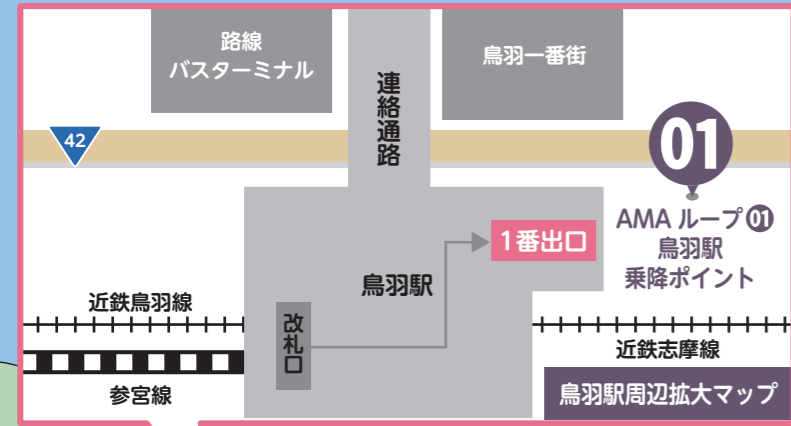 路線
バスターミナル
連絡通路
鳥羽一番街
42
01
AMA ループ 01
鳥羽駅
乗降ポイント
1番出口
鳥羽駅
近鉄鳥羽線
改札口
近鉄志摩線
参宮線
鳥羽駅周辺拡大マップ